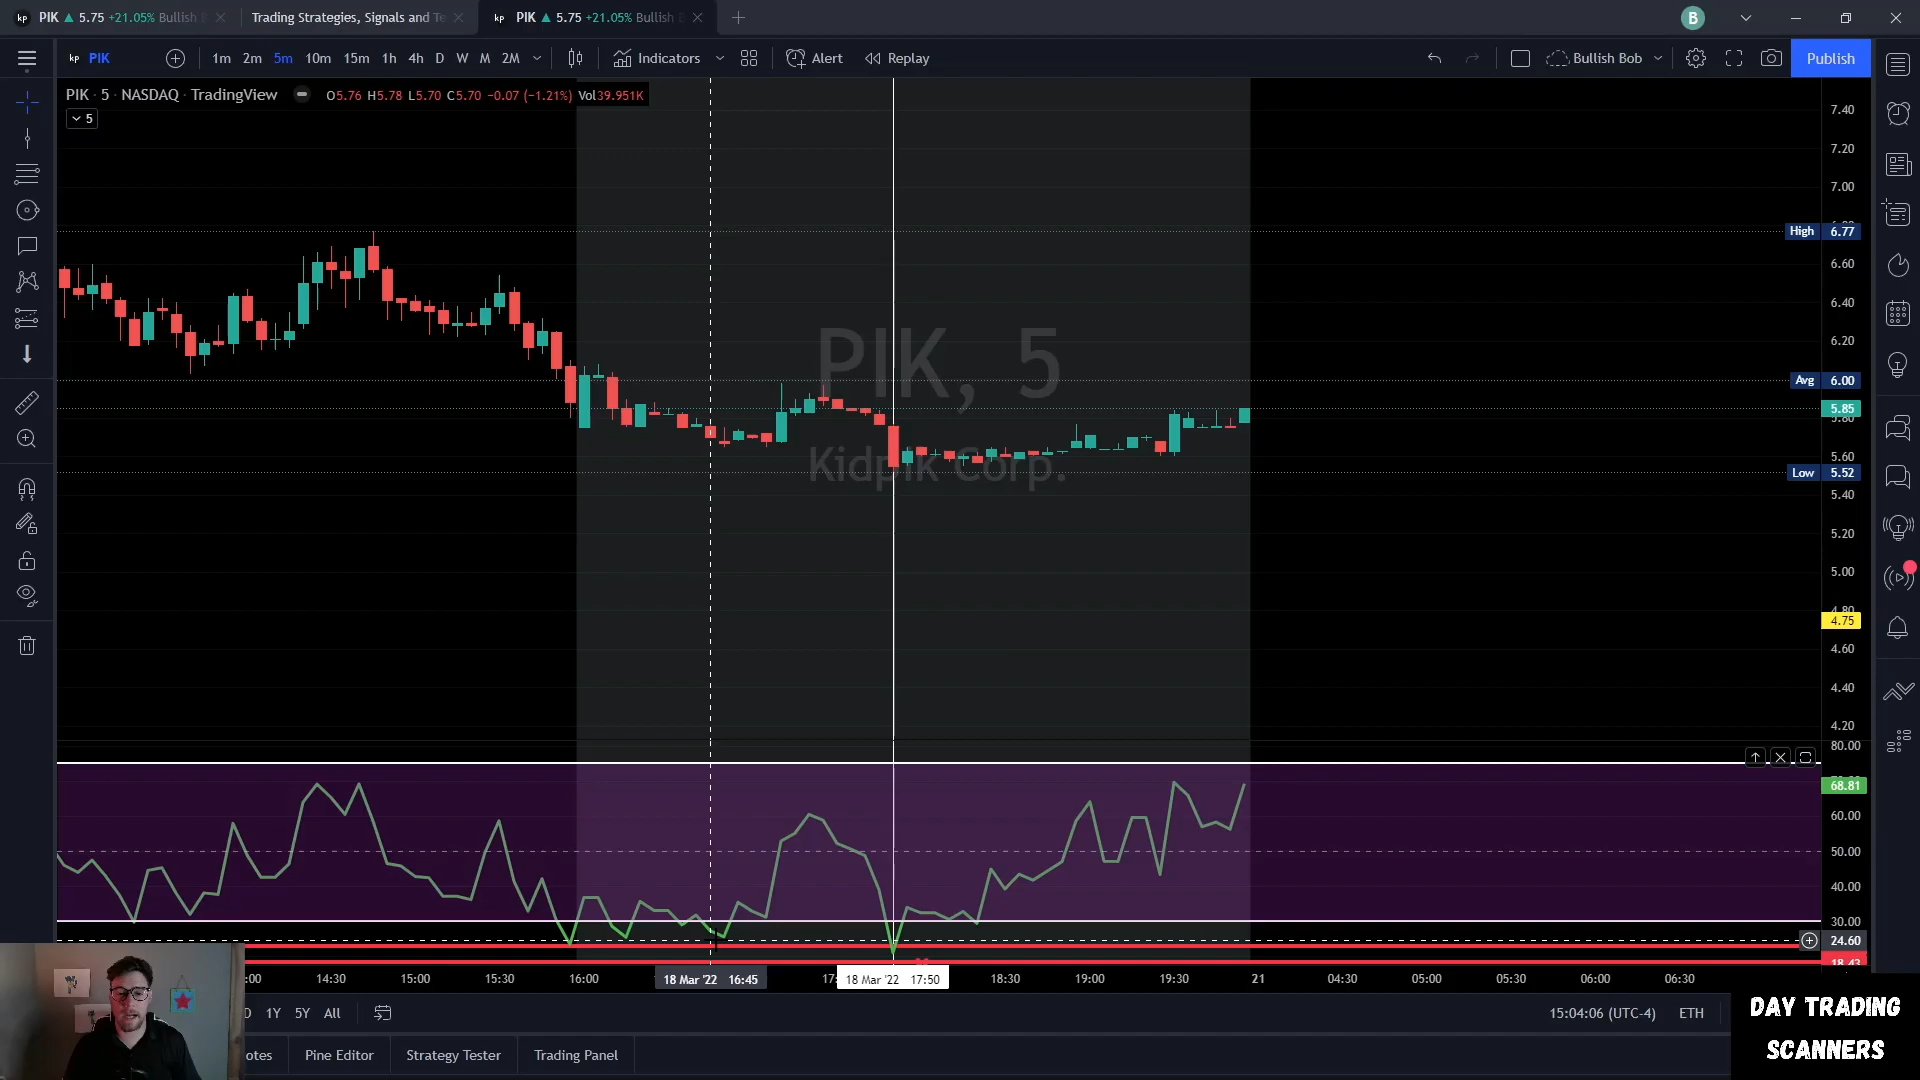 kp PIK ▲ 5.75 +21.05% Bullish
Trading Strategies, Signals and Te
kp PIK ▲ 5.75 +21.05% Bullish
B
kp PIK
1m 2m 5m 10m 15m 1h 4h D W M 2M
Indicators
Alert
Replay
Bullish Bob
Publish
PIK · 5 · NASDAQ · TradingView
O5.76 H5.78 L5.70 C5.70 −0.07 (−1.21%) Vol39.951K
5
PIK, 5
Kidpik Corp.
7.40
7.20
7.00
High 6.77
6.60
6.40
6.20
Avg 6.00
5.85
5.80
5.60
Low 5.52
5.40
5.20
5.00
4.80
4.75
4.60
4.40
4.20
80.00
68.81
60.00
50.00
40.00
30.00
24.60
18.43
:00 14:30 15:00 15:30 16:00 18 Mar '22 16:45 17: 18 Mar '22 17:50 18:30 19:00 19:30 21 04:30 05:00 05:30 06:00 06:30
D 1Y 5Y All
15:04:06 (UTC-4) ETH
otes Pine Editor Strategy Tester Trading Panel
DAY TRADING
SCANNERS